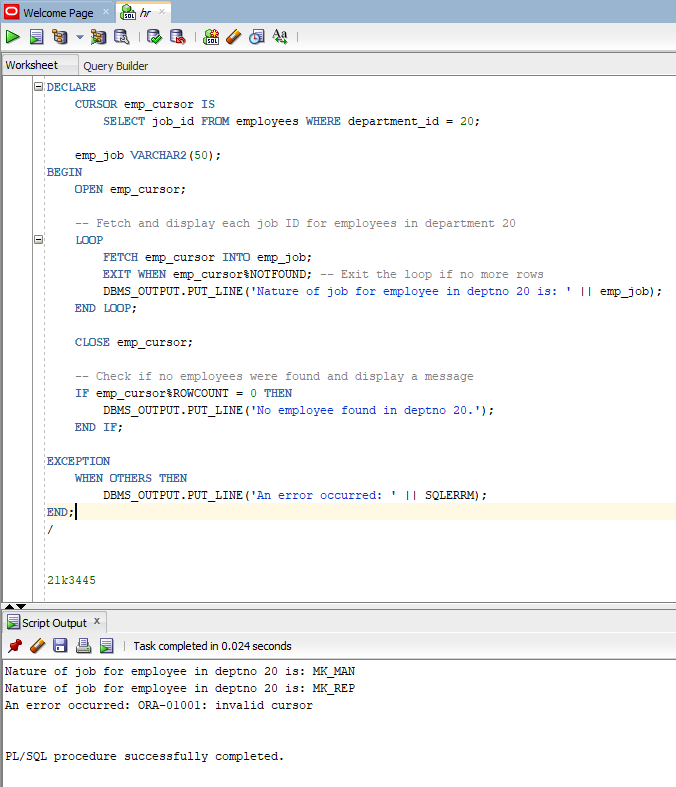 Welcome Page
hr
Worksheet
Query Builder
DECLARE
CURSOR emp_cursor IS
SELECT job_id FROM employees WHERE department_id = 20;
emp_job VARCHAR2(50);
BEGIN
OPEN emp_cursor;
-- Fetch and display each job ID for employees in department 20
LOOP
FETCH emp_cursor INTO emp_job;
EXIT WHEN emp_cursor%NOTFOUND; -- Exit the loop if no more rows
DBMS_OUTPUT.PUT_LINE('Nature of job for employee in deptno 20 is: ' || emp_job);
END LOOP;
CLOSE emp_cursor;
-- Check if no employees were found and display a message
IF emp_cursor%ROWCOUNT = 0 THEN
DBMS_OUTPUT.PUT_LINE('No employee found in deptno 20.');
END IF;
EXCEPTION
WHEN OTHERS THEN
DBMS_OUTPUT.PUT_LINE('An error occurred: ' || SQLERRM);
END;
/
21k3445
Script Output
Task completed in 0.024 seconds
Nature of job for employee in deptno 20 is: MK_MAN
Nature of job for employee in deptno 20 is: MK_REP
An error occurred: ORA-01001: invalid cursor
PL/SQL procedure successfully completed.